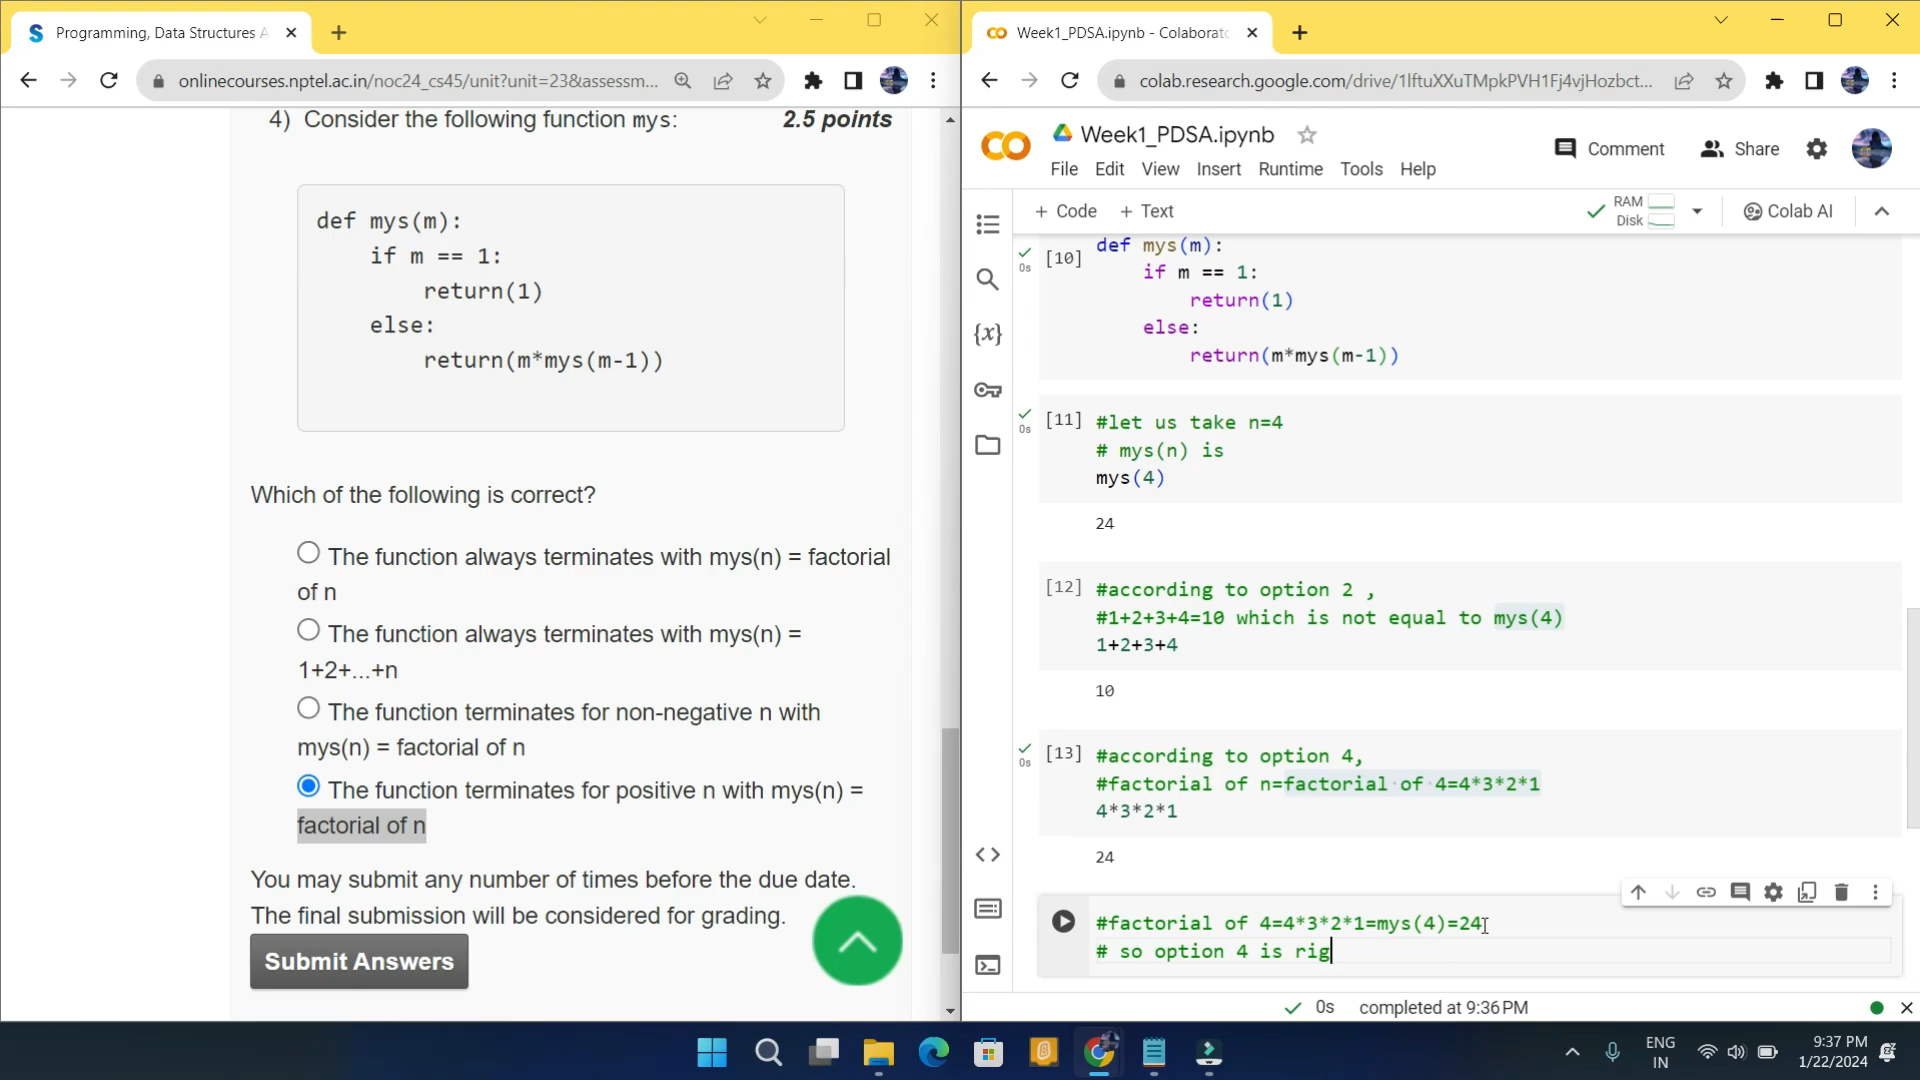 Programming, Data Structures A
Week1_PDSA.ipynb - Colaborato
onlinecourses.nptel.ac.in/noc24_cs45/unit?unit=23&assessm...
colab.research.google.com/drive/1IftuXXuTMpkPVH1Fj4vjHozbct...
4) Consider the following function mys: 2.5 points
def mys(m):
if m == 1:
return(1)
else:
return(m*mys(m-1))
Which of the following is correct?
The function always terminates with mys(n) = factorial
of n
The function always terminates with mys(n) =
1+2+...+n
The function terminates for non-negative n with
mys(n) = factorial of n
The function terminates for positive n with mys(n) =
factorial of n
You may submit any number of times before the due date.
The final submission will be considered for grading.
Submit Answers
Week1_PDSA.ipynb
Comment Share
File Edit View Insert Runtime Tools Help
+ Code + Text
RAM
Disk
Colab AI
{x}
0s [10] def mys(m):
if m == 1:
return(1)
else:
return(m*mys(m-1))
0s [11] #let us take n=4
# mys(n) is
mys(4)
24
[12] #according to option 2 ,
#1+2+3+4=10 which is not equal to mys(4)
1+2+3+4
10
0s [13] #according to option 4,
#factorial of n=factorial of 4=4*3*2*1
4*3*2*1
24
#factorial of 4=4*3*2*1=mys(4)=24
# so option 4 is rig
0s completed at 9:36 PM
ENG
IN
9:37 PM
1/22/2024